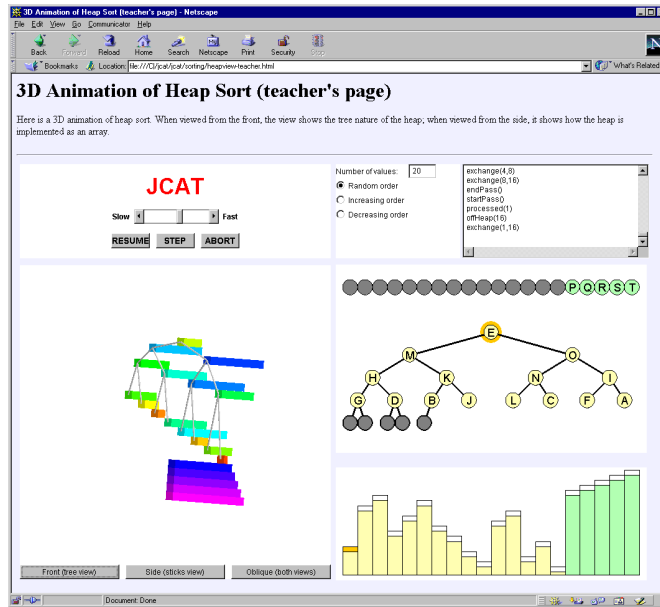 3D Animation of Heap Sort (teacher's page) - Netscape
File Edit View Go Communicator Help
Back Forward Reload Home Search Netscape Print Security Stop
Bookmarks Location: file:///C|/jcat/jcat/sorting/heapview-teacher.html What's Related
3D Animation of Heap Sort (teacher's page)
Here is a 3D animation of heap sort. When viewed from the front, the view shows the tree nature of the heap; when viewed from the side, it shows how the heap is
implemented as an array.
JCAT
Slow Fast
RESUME STEP ABORT
Number of values: 20
Random order
Increasing order
Decreasing order
exchange(4,8)
exchange(8,16)
endPass()
startPass()
processed(1)
offHeap(16)
exchange(1,16)
P Q R S T
E
M O
H K N I
G D B J L C F A
Front (tree view) Side (sticks view) Oblique (both views)
Document: Done